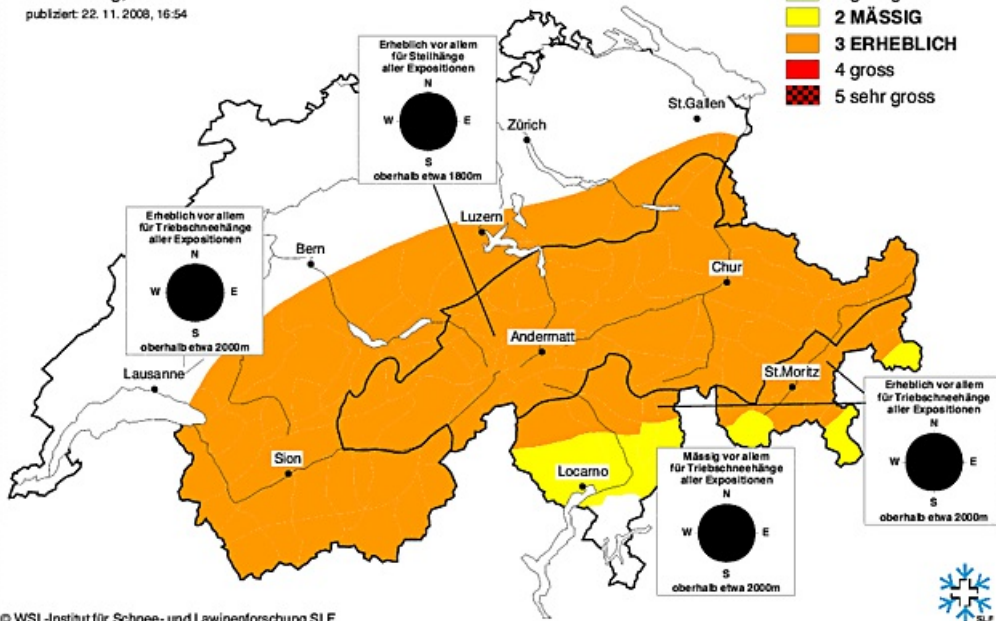 publiziert: 22. 11. 2008, 16:54
2 MÄSSIG
3 ERHEBLICH
4 gross
5 sehr gross
Erheblich vor allem
für Steilhänge
aller Expositionen
N
W E
S
oberhalb etwa 1800m
St.Gallen
Zürich
Luzern
Erheblich vor allem
für Triebschneehänge
aller Expositionen
N
W E
S
oberhalb etwa 2000m
Bern
Chur
Andermatt
Lausanne
St.Moritz
Erheblich vor allem
für Triebschneehänge
aller Expositionen
N
W E
S
oberhalb etwa 2000m
Sion
Locarno
Mässig vor allem
für Triebschneehänge
aller Expositionen
N
W E
S
oberhalb etwa 2000m
SLF
© WSL-Institut für Schnee- und Lawinenforschung SLF